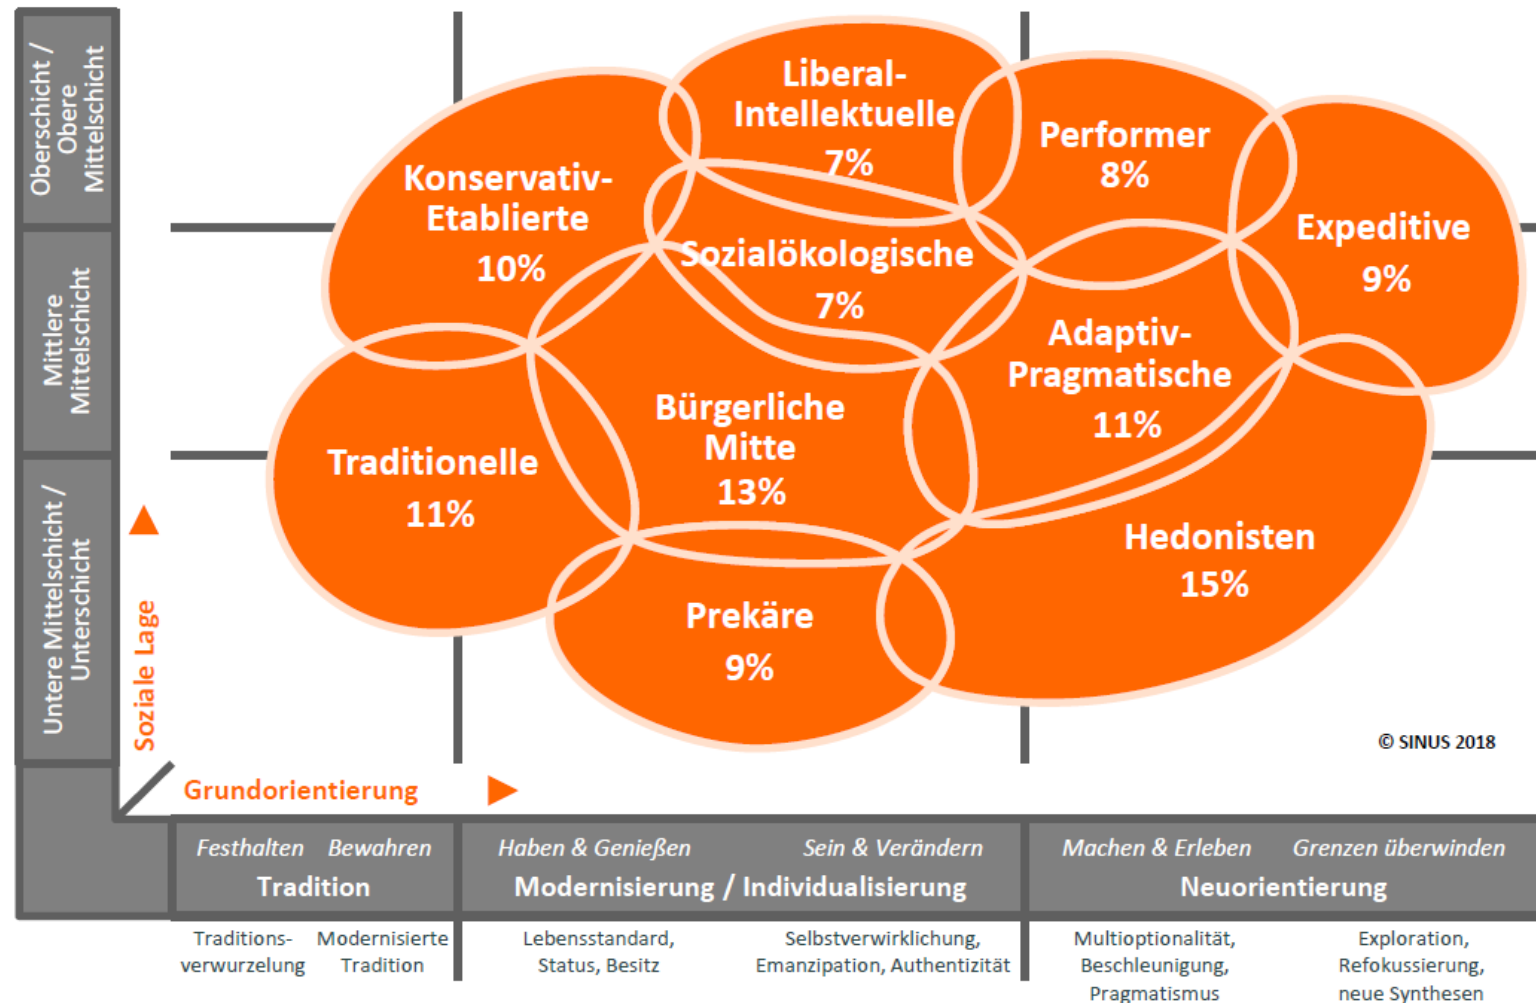 Oberschicht /
Obere
Mittelschicht
Mittlere
Mittelschicht
Untere Mittelschicht /
Unterschicht
Soziale Lage
Liberal-
Intellektuelle
7%
Performer
8%
Konservativ-
Etablierte
10%
Expeditive
9%
Sozialökologische
7%
Adaptiv-
Pragmatische
11%
Bürgerliche
Mitte
13%
Traditionelle
11%
Hedonisten
15%
Prekäre
9%
© SINUS 2018
Grundorientierung
Festhalten Bewahren
Tradition
Haben & Genießen Sein & Verändern
Modernisierung / Individualisierung
Machen & Erleben Grenzen überwinden
Neuorientierung
Traditions-
verwurzelung
Modernisierte
Tradition
Lebensstandard,
Status, Besitz
Selbstverwirklichung,
Emanzipation, Authentizität
Multioptionalität,
Beschleunigung,
Pragmatismus
Exploration,
Refokussierung,
neue Synthesen